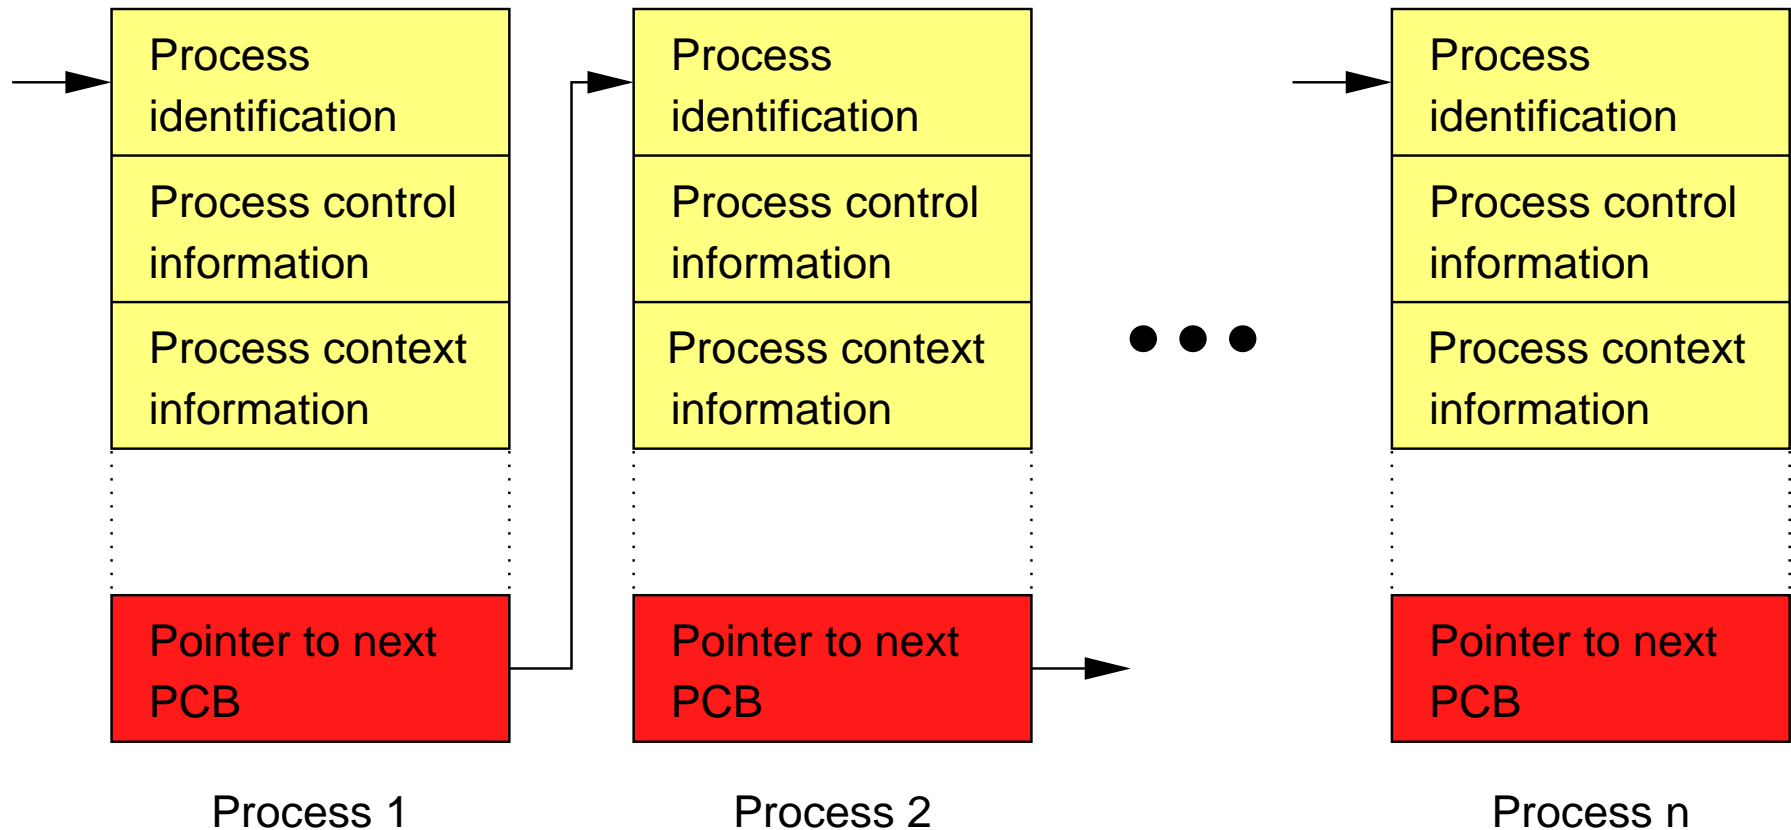 Process
identification
Process control
information
Process context
information
Pointer to next
PCB
Process 1
Process
identification
Process control
information
Process context
information
Pointer to next
PCB
Process 2
Process
identification
Process control
information
Process context
information
Pointer to next
PCB
Process n